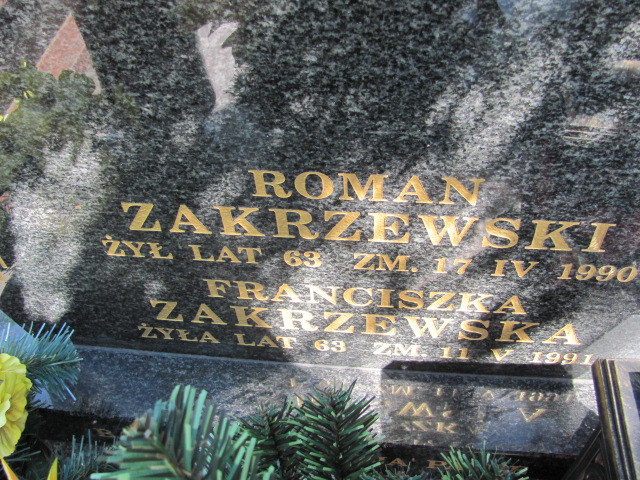 ROMAN
ZAKRZEWSKI
ŻYŁ LAT 63 ZM. 17 IV 1990
FRANCISZKA
ZAKRZEWSKA
ŻYŁA LAT 63 ZM. 11 V 1991